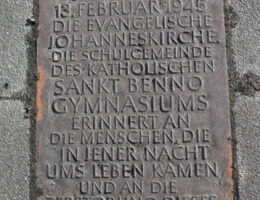 13. FEBRUAR 1945
DIE EVANGELISCHE
JOHANNESKIRCHE.
DIE SCHULGEMEINDE
DES KATHOLISCHEN
SANKT BENNO
GYMNASIUMS
ERINNERT AN
DIE MENSCHEN, DIE
IN JENER NACHT
UMS LEBEN KAMEN,
UND AN DIE